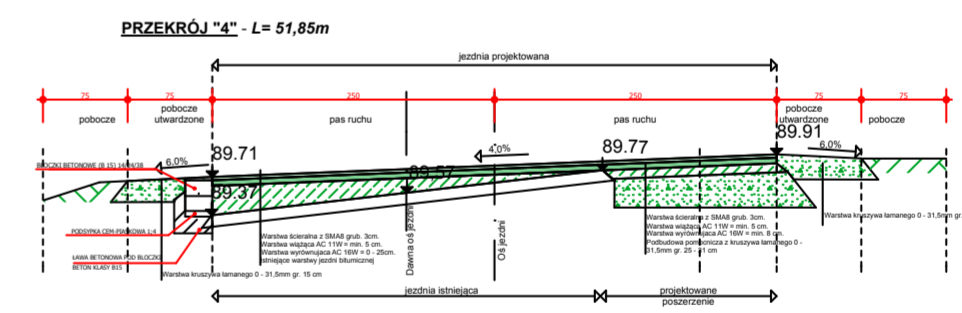 PRZEKRÓJ "4" - L= 51,85m
jezdnia projektowana
75
75
250
250
75
75
pobocze
pobocze
utwardzone
pas ruchu
pas ruchu
pobocze
utwardzone
pobocze
89.91
6,0%
89.71
4,0%
89.77
6,0%
BLOCZKI BETONOWE (B 15) 14/24/38
89.57
89.37
PODSYPKA CEM-PIASKOWA 1:4
ŁAWA BETONOWA POD BLOCZKI
BETON KLASY B15
Warstwa kruszywa łamanego 0 - 31,5mm gr. 15 cm
Warstwa ścieralna z SMA8 grub. 3cm.
Warstwa wiążąca AC 11W = min. 5 cm.
Warstwa wyrównująca AC 16W = 0 - 25cm.
Istniejące warstwy jezdni bitumicznej
Dawna oś jezdni
Oś jezdni
Warstwa ścieralna z SMA8 grub. 3cm.
Warstwa wiążąca AC 11W = min. 5 cm.
Warstwa wyrównująca AC 16W = min. 8 cm.
Podbudowa pomocnicza z kruszywa łamanego 0 -
31,5mm gr. 25 - 31 cm
Warstwa kruszywa łamanego 0 - 31,5mm gr.
jezdnia istniejąca
projektowane
poszerzenie